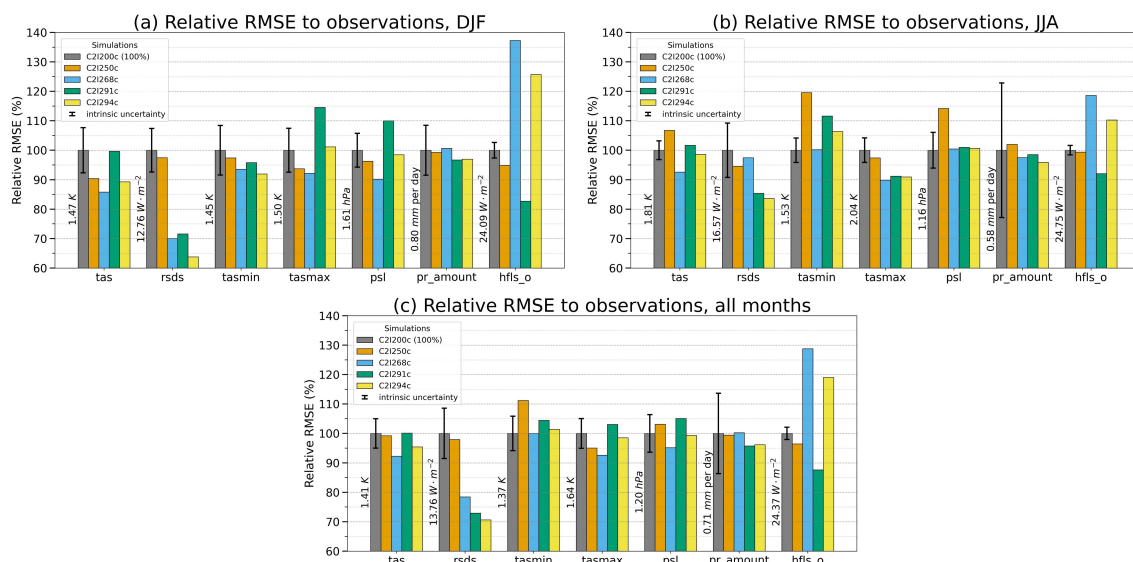 (a) Relative RMSE to observations, DJF
Relative RMSE (%)
140
130
120
110
100
90
80
70
60
Simulations
C2I200c (100%)
C2I250c
C2I268c
C2I291c
C2I294c
intrinsic uncertainty
1.47 K
12.76 W · m⁻²
1.45 K
1.50 K
1.61 hPa
0.80 mm per day
24.09 W · m⁻²
tas
rsds
tasmin
tasmax
psl
pr_amount
hfls_o
(b) Relative RMSE to observations, JJA
Relative RMSE (%)
140
130
120
110
100
90
80
70
60
Simulations
C2I200c (100%)
C2I250c
C2I268c
C2I291c
C2I294c
intrinsic uncertainty
1.81 K
16.57 W · m⁻²
1.53 K
2.04 K
1.16 hPa
0.58 mm per day
24.75 W · m⁻²
tas
rsds
tasmin
tasmax
psl
pr_amount
hfls_o
(c) Relative RMSE to observations, all months
Relative RMSE (%)
140
130
120
110
100
90
80
70
60
Simulations
C2I200c (100%)
C2I250c
C2I268c
C2I291c
C2I294c
intrinsic uncertainty
1.41 K
13.76 W · m⁻²
1.37 K
1.64 K
1.20 hPa
0.71 mm per day
24.37 W · m⁻²
tas
rsds
tasmin
tasmax
psl
pr_amount
hfls_o